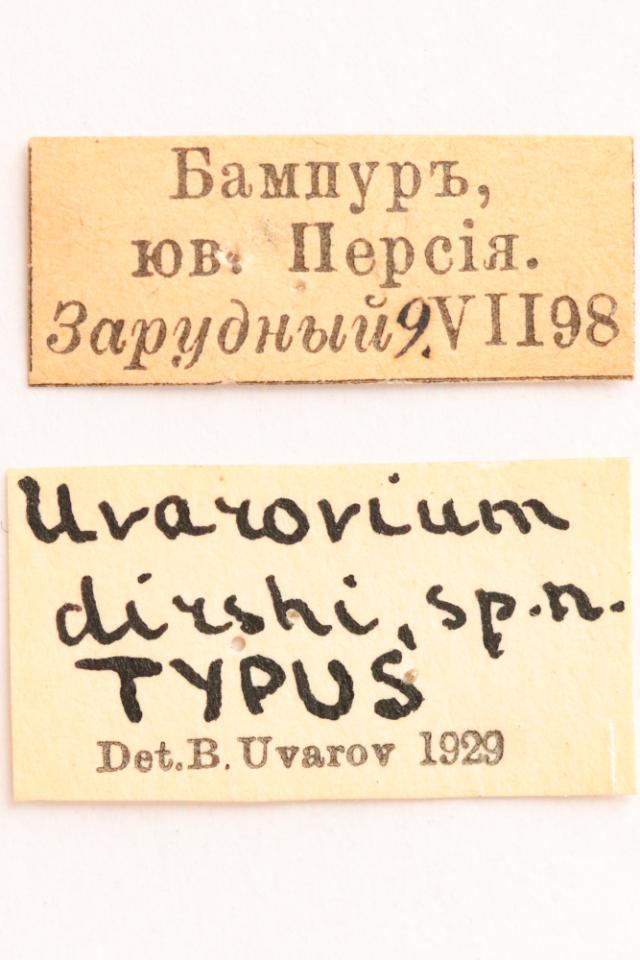 Бампуръ,
юв. Персія.
Зарудный 9.VII98
Uvarovium
dirshi, sp.n.
TYPUS
Det. B. Uvarov 1929